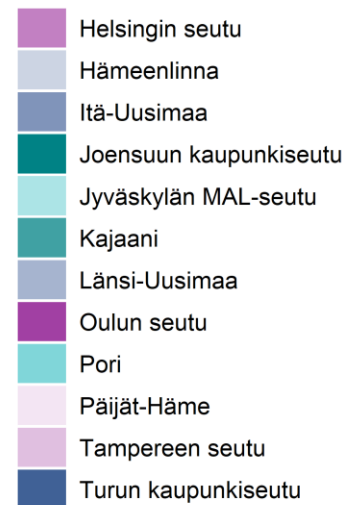 Helsingin seutu
Hämeenlinna
Itä-Uusimaa
Joensuun kaupunkiseutu
Jyväskylän MAL-seutu
Kajaani
Länsi-Uusimaa
Oulun seutu
Pori
Päijät-Häme
Tampereen seutu
Turun kaupunkiseutu